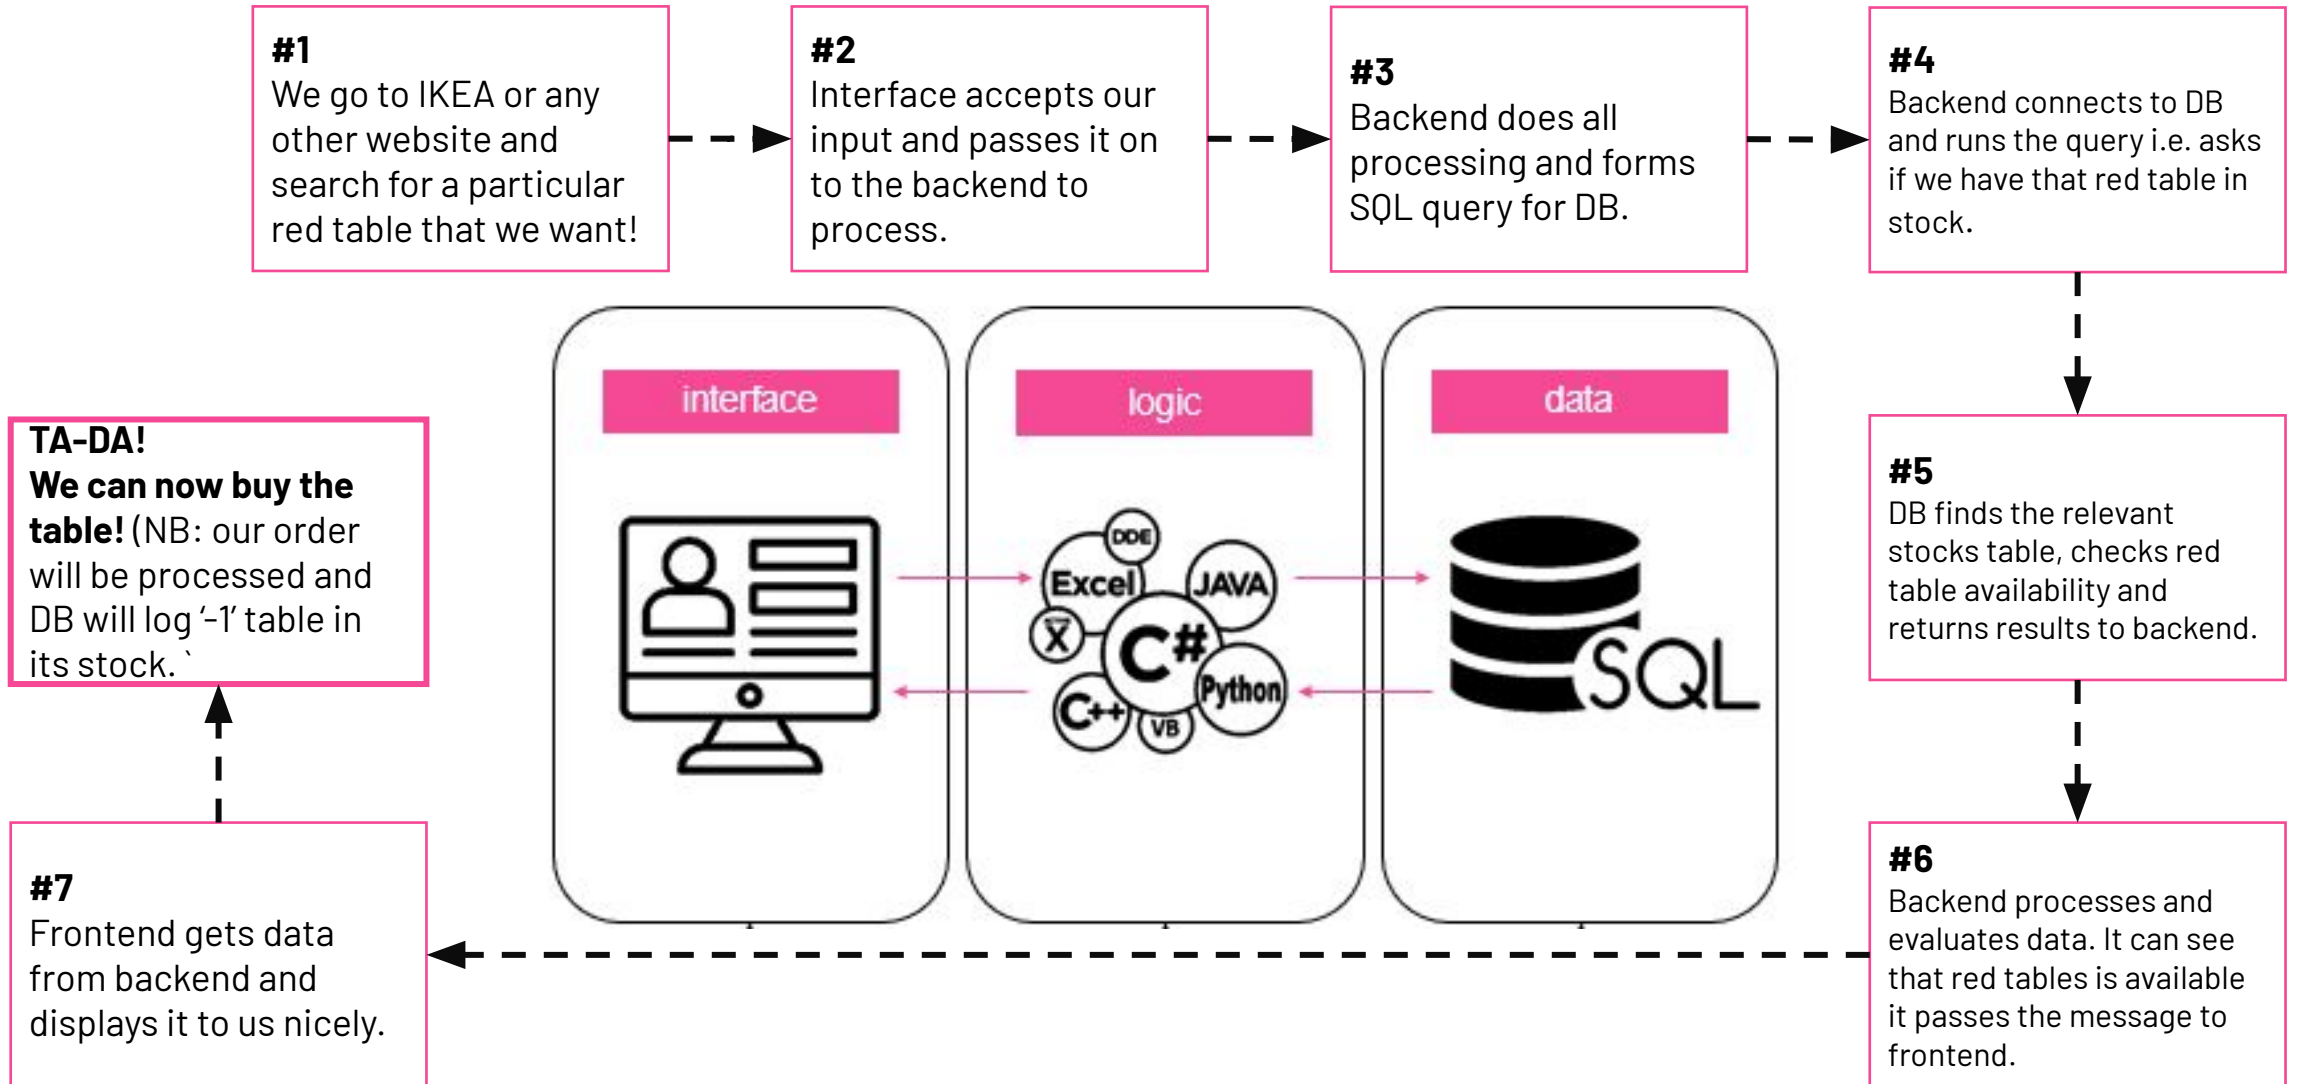 #1
We go to IKEA or any
other website and
search for a particular
red table that we want!
#2
Interface accepts our
input and passes it on
to the backend to
process.
#3
Backend does all
processing and forms
SQL query for DB.
#4
Backend connects to DB
and runs the query i.e. asks
if we have that red table in
stock.
interface
logic
data
DDE
Excel
JAVA
X
C#
Python
C++
VB
SQL
#5
DB finds the relevant
stocks table, checks red
table availability and
returns results to backend.
#6
Backend processes and
evaluates data. It can see
that red tables is available
it passes the message to
frontend.
#7
Frontend gets data
from backend and
displays it to us nicely.
TA-DA!
We can now buy the
table! (NB: our order
will be processed and
DB will log ‘-1’ table in
its stock. `